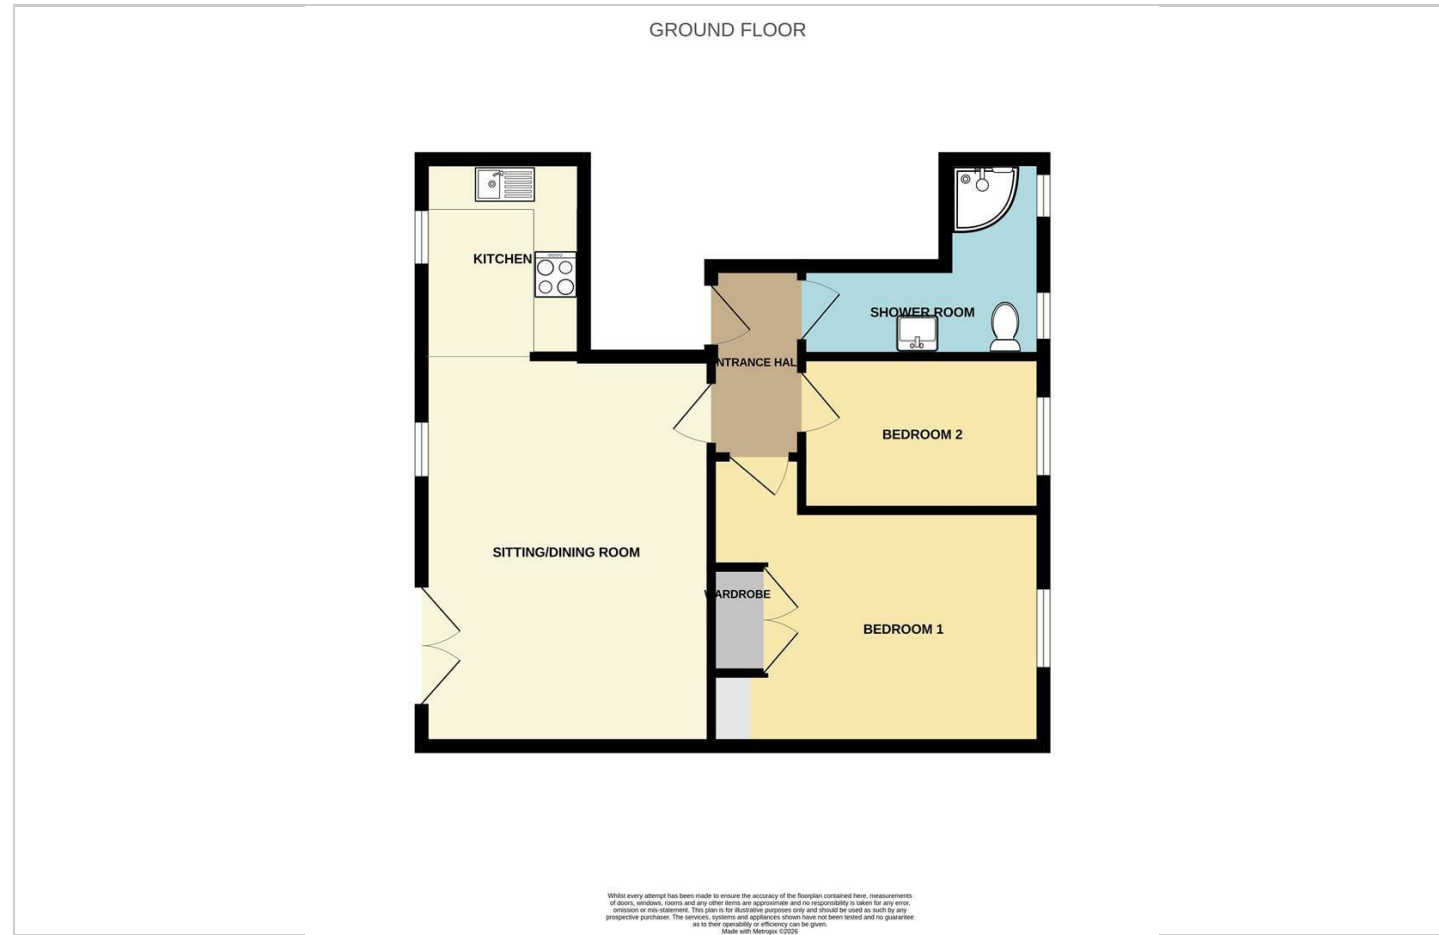 GROUND FLOOR
KITCHEN
SHOWER ROOM
NTRANCE HAL
BEDROOM 2
SITTING/DINING ROOM
WARDROBE
BEDROOM 1
Whilst every attempt has been made to ensure the accuracy of the floorplan contained here, measurements
of doors, windows, rooms and any other items are approximate and no responsibility is taken for any error,
omission or mis-statement. This plan is for illustrative purposes only and should be used as such by any
prospective purchaser. The services, systems and appliances shown have not been tested and no guarantee
as to their operability or efficiency can be given.
Made with Metropix ©2026